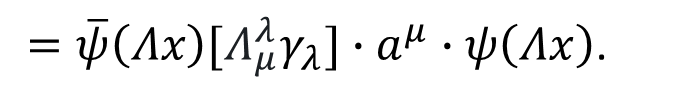 = ψ̄(Λx)[Λ^λ_μ γ_λ] · a^μ · ψ(Λx).